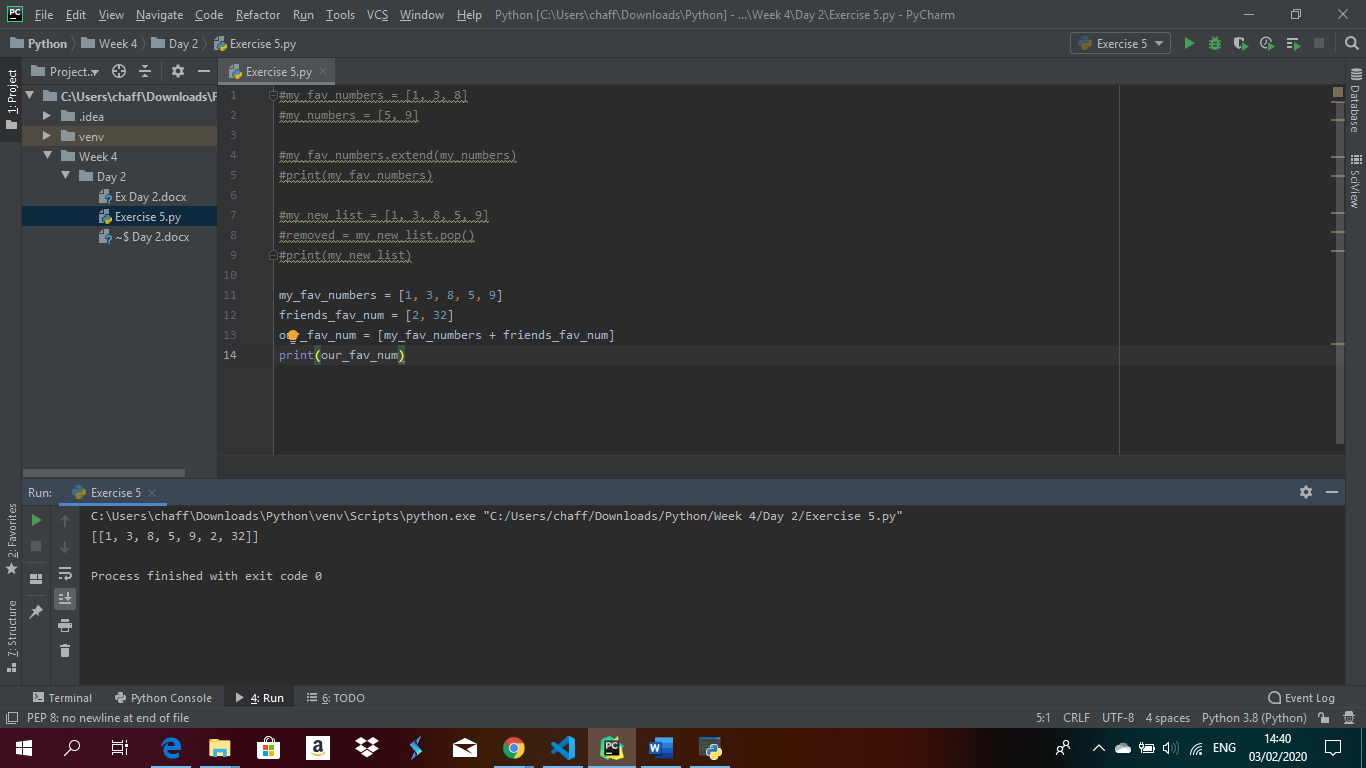 File Edit View Navigate Code Refactor Run Tools VCS Window Help Python [C:\Users\chaff\Downloads\Python] - ...\Week 4\Day 2\Exercise 5.py - PyCharm
Python Week 4 Day 2 Exercise 5.py Exercise 5
1: Project
Project..
Exercise 5.py
C:\Users\chaff\Downloads\P
.idea
venv
Week 4
Day 2
Ex Day 2.docx
Exercise 5.py
~$ Day 2.docx
1 #my_fav_numbers = [1, 3, 8]
2 #my_numbers = [5, 9]
3
4 #my_fav_numbers.extend(my_numbers)
5 #print(my_fav_numbers)
6
7 #my_new_list = [1, 3, 8, 5, 9]
8 #removed = my_new_list.pop()
9 #print(my_new_list)
10
11 my_fav_numbers = [1, 3, 8, 5, 9]
12 friends_fav_num = [2, 32]
13 our_fav_num = [my_fav_numbers + friends_fav_num]
14 print(our_fav_num)
Database
SciView
Run: Exercise 5
C:\Users\chaff\Downloads\Python\venv\Scripts\python.exe "C:/Users/chaff/Downloads/Python/Week 4/Day 2/Exercise 5.py"
[[1, 3, 8, 5, 9, 2, 32]]
Process finished with exit code 0
2: Favorites
7: Structure
Terminal Python Console 4: Run 6: TODO Event Log
PEP 8: no newline at end of file 5:1 CRLF UTF-8 4 spaces Python 3.8 (Python)
ENG 14:40
03/02/2020